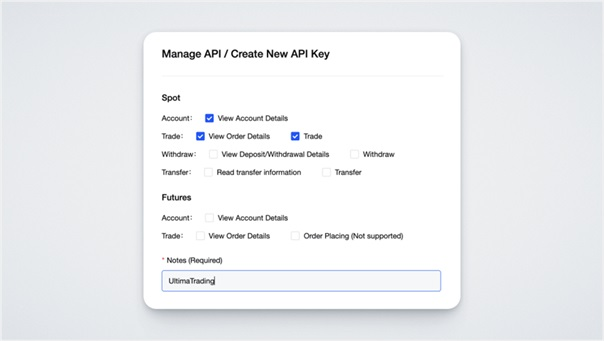 Manage API / Create New API Key
Spot
Account: View Account Details
Trade: View Order Details Trade
Withdraw: View Deposit/Withdrawal Details Withdraw
Transfer: Read transfer information Transfer
Futures
Account: View Account Details
Trade: View Order Details Order Placing (Not supported)
* Notes (Required)
UltimaTrading